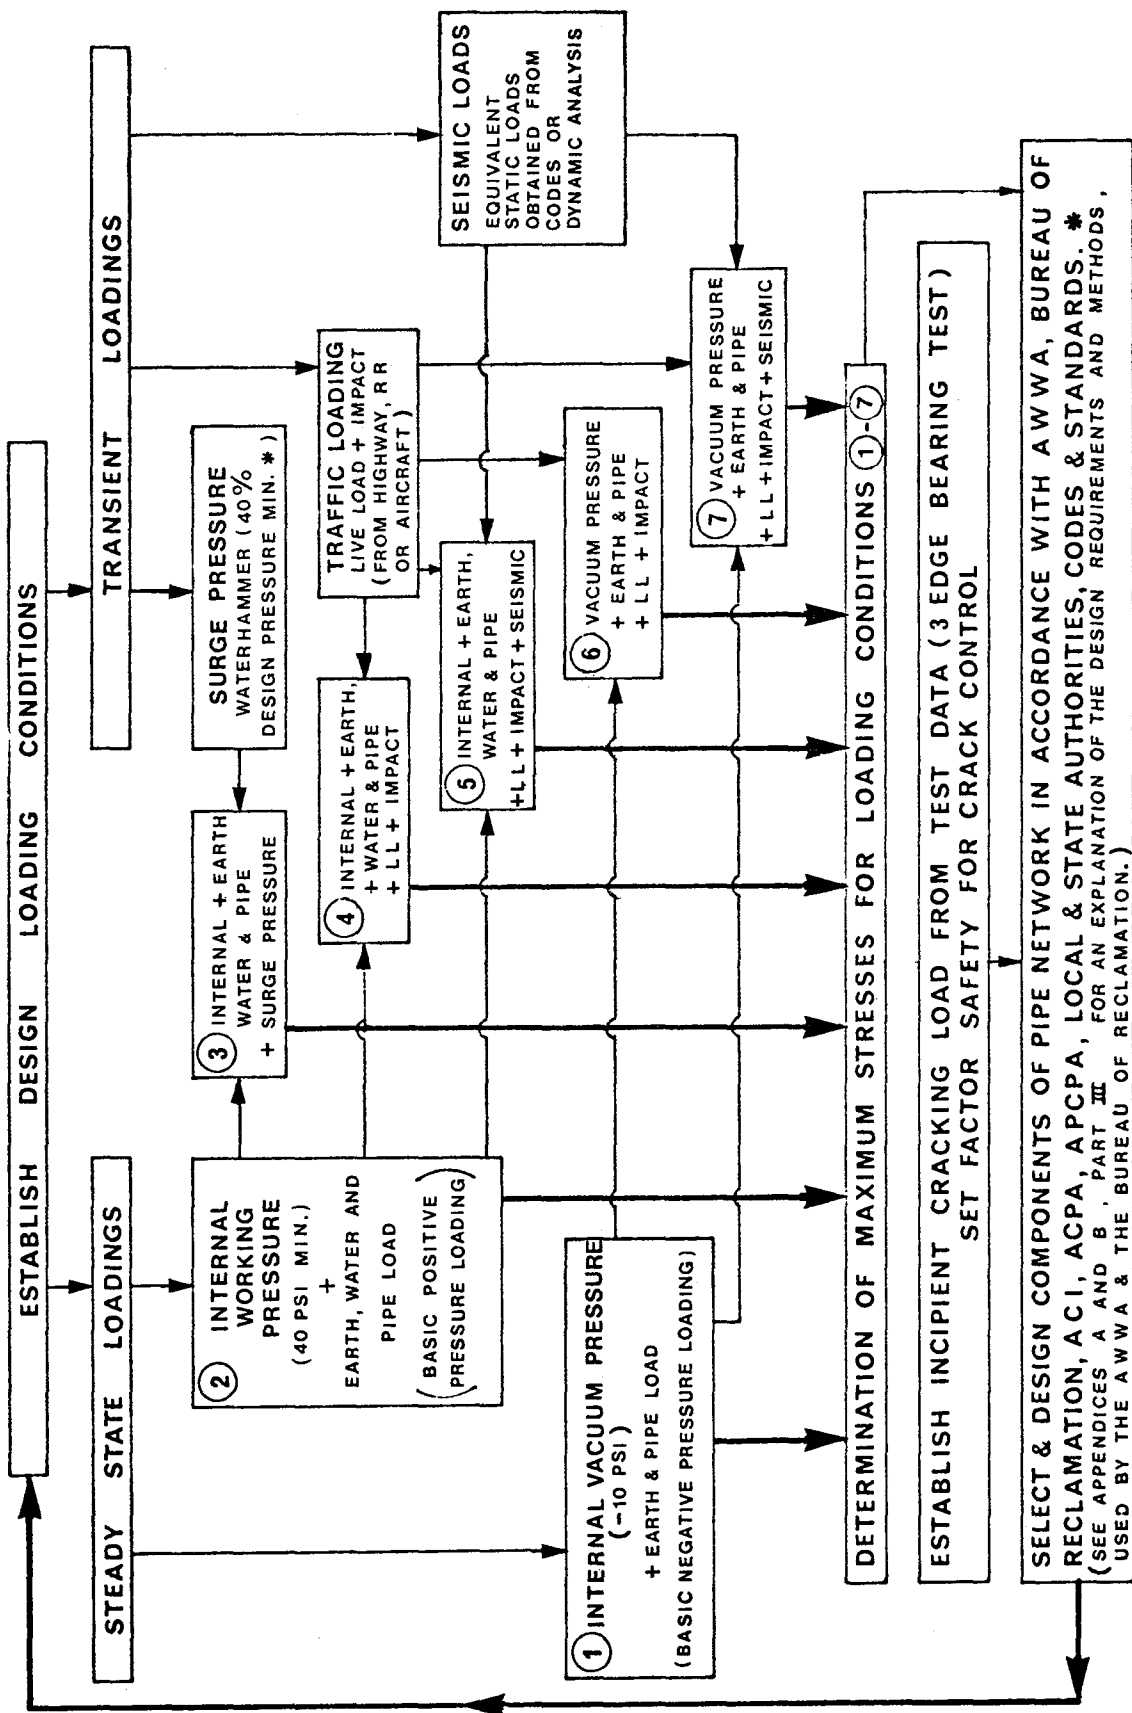 ESTABLISH DESIGN LOADING CONDITIONS
STEADY STATE LOADINGS
TRANSIENT LOADINGS
2 INTERNAL
WORKING
PRESSURE
(40 PSI MIN.)
+
EARTH, WATER AND
PIPE LOAD
(BASIC POSITIVE
PRESSURE LOADING)
3 INTERNAL + EARTH
WATER & PIPE
+ SURGE PRESSURE
SURGE PRESSURE
WATERHAMMER (40%
DESIGN PRESSURE MIN. *)
4 INTERNAL + EARTH,
+ WATER & PIPE
+ LL + IMPACT
TRAFFIC LOADING
LIVE LOAD + IMPACT
(FROM HIGHWAY, RR
OR AIRCRAFT)
5 INTERNAL + EARTH,
WATER & PIPE
+LL + IMPACT + SEISMIC
SEISMIC LOADS
EQUIVALENT
STATIC LOADS
OBTAINED FROM
CODES OR
DYNAMIC ANALYSIS
1 INTERNAL VACUUM PRESSURE
(-10 PSI)
+ EARTH & PIPE LOAD
(BASIC NEGATIVE PRESSURE LOADING)
6 VACUUM PRESSURE
+ EARTH & PIPE
+ LL + IMPACT
7 VACUUM PRESSURE
+ EARTH & PIPE
+ LL + IMPACT + SEISMIC
DETERMINATION OF MAXIMUM STRESSES FOR LOADING CONDITIONS 1-7
ESTABLISH INCIPIENT CRACKING LOAD FROM TEST DATA (3 EDGE BEARING TEST)
SET FACTOR SAFETY FOR CRACK CONTROL
SELECT & DESIGN COMPONENTS OF PIPE NETWORK IN ACCORDANCE WITH AWWA, BUREAU OF
RECLAMATION, ACI, ACPA, APCPA, LOCAL & STATE AUTHORITIES, CODES & STANDARDS. *
(SEE APPENDICES A AND B, PART III FOR AN EXPLANATION OF THE DESIGN REQUIREMENTS AND METHODS,
USED BY THE AWWA & THE BUREAU OF RECLAMATION.)